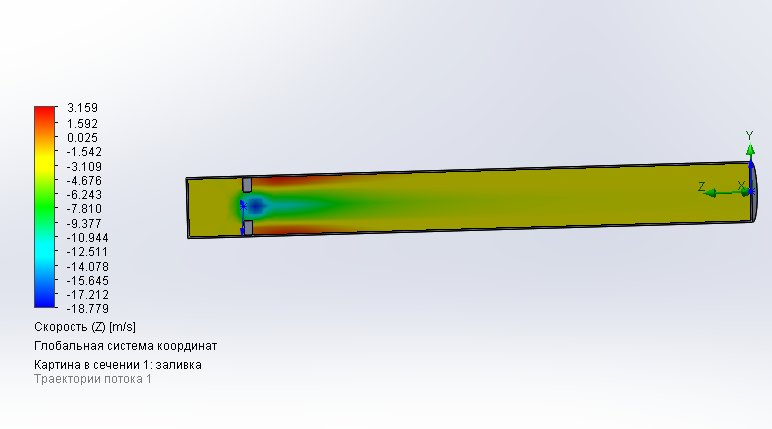 3.159
1.592
0.025
-1.542
-3.109
-4.676
-6.243
-7.810
-9.377
-10.944
-12.511
-14.078
-15.645
-17.212
-18.779
Скорость (Z) [m/s]
Глобальная система координат
Картина в сечении 1: заливка
Траектории потока 1
Y
Z
X